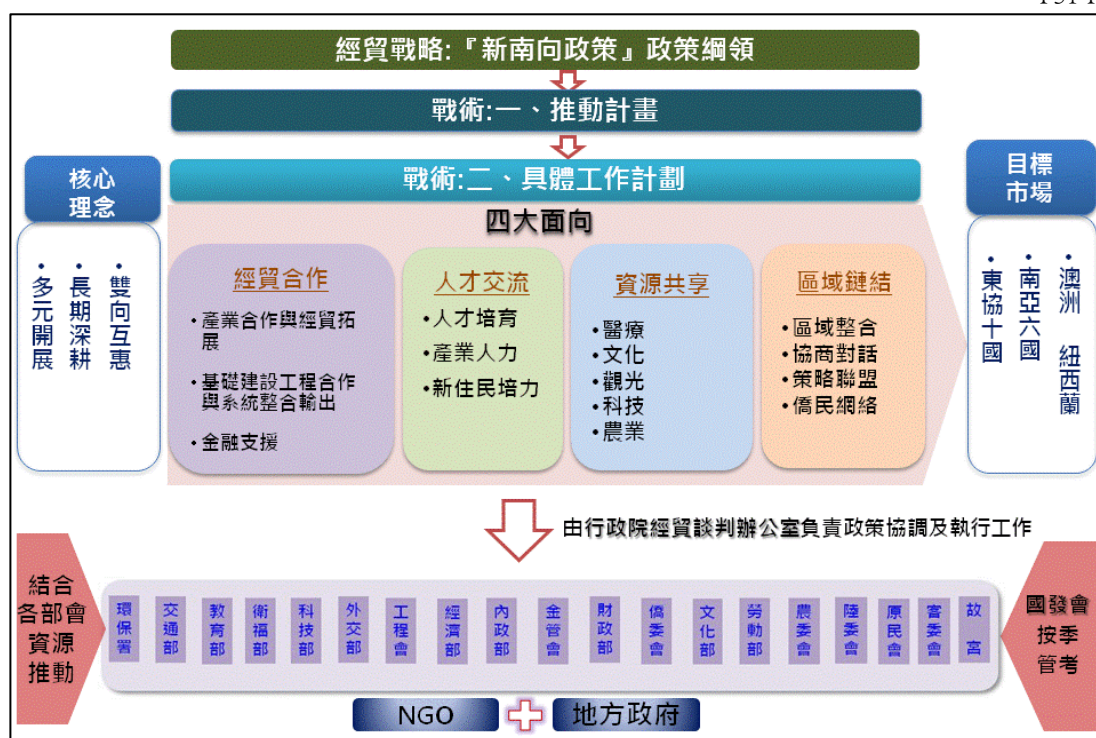 經貿戰略:『新南向政策』政策綱領
戰術:一、推動計畫
戰術:二、具體工作計劃
核心
理念
• 雙向互惠
• 長期深耕
• 多元開展
四大面向
經貿合作
•產業合作與經貿拓
展
•基礎建設工程合作
與系統整合輸出
•金融支援
人才交流
•人才培育
•產業人力
•新住民培力
資源共享
•醫療
•文化
•觀光
•科技
•農業
區域鏈結
•區域整合
•協商對話
•策略聯盟
•僑民網絡
目標
市場
• 澳洲 紐西蘭
• 南亞六國
• 東協十國
由行政院經貿談判辦公室負責政策協調及執行工作
結合
各部會
資源
推動
環保署
交通部
教育部
衛福部
科技部
外交部
工程會
經濟部
內政部
金管會
財政部
僑委會
文化部
勞動部
農委會
陸委會
原民會
客委會
故宮
國發會
按季
管考
NGO
地方政府